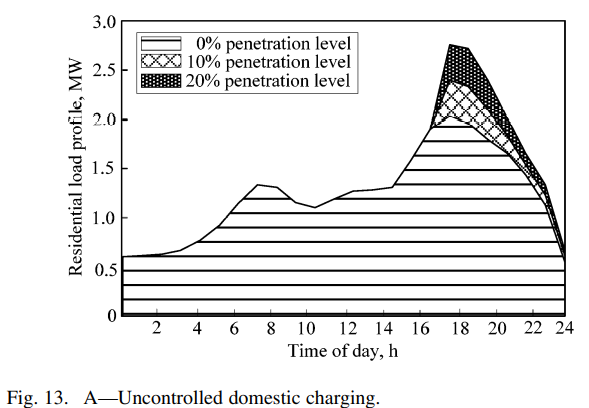 3.0
2.5
2.0
1.5
1.0
0.5
0
Residential load profile, MW
0% penetration level
10% penetration level
20% penetration level
2 4 6 8 10 12 14 16 18 20 22 24
Time of day, h
Fig. 13. A—Uncontrolled domestic charging.